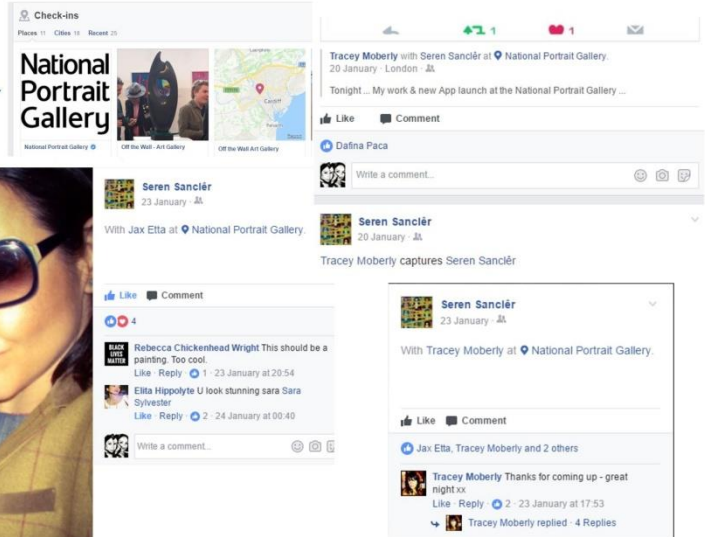 Check-ins
Places 11 Cities 16 Recent 25
National
Portrait
Gallery
National Portrait Gallery
Off the Wall - Art Gallery
Off the Wall Art Gallery
Cardiff
1
1
Tracey Moberly with Seren Sanclêr at National Portrait Gallery.
20 January · London ·
Tonight ... My work & new App launch at the National Portrait Gallery ...
Like Comment
Dafina Paca
Write a comment...
Seren Sanclêr
20 January ·
Tracey Moberly captures Seren Sanclêr
Seren Sanclêr
23 January ·
With Jax Etta at National Portrait Gallery.
Like Comment
4
BLACK
LIVES
MATTER
Rebecca Chickenhead Wright This should be a
painting. Too cool.
Like · Reply · 1 · 23 January at 20:54
Elita Hippolyte U look stunning sara Sara
Sylvester
Like · Reply · 2 · 24 January at 00:40
Write a comment...
Seren Sanclêr
23 January ·
With Tracey Moberly at National Portrait Gallery.
Like Comment
Jax Etta, Tracey Moberly and 2 others
Tracey Moberly Thanks for coming up - great
night xx
Like · Reply · 2 · 23 January at 17:53
Tracey Moberly replied · 4 Replies